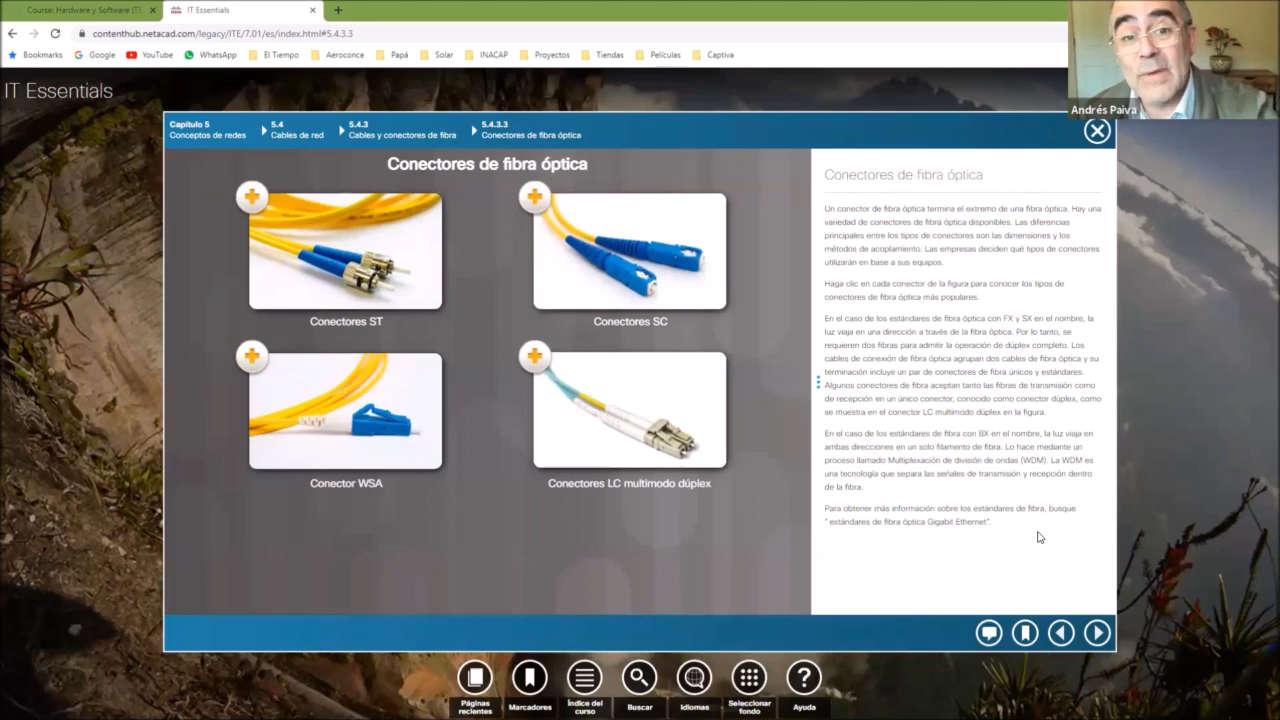 Course: Hardware y Software (TI
IT Essentials
contenthub.netacad.com/legacy/ITE/7.01/es/index.html#5.4.3.3
Bookmarks
Google
YouTube
WhatsApp
El Tiempo
Aeroconce
Papá
Solar
INACAP
Proyectos
Tiendas
Películas
Captiva
Andrés Paiva
IT Essentials
Capítulo 5
Conceptos de redes
5.4
Cables de red
5.4.3
Cables y conectores de fibra
5.4.3.3
Conectores de fibra óptica
Conectores de fibra óptica
Conectores ST
Conectores SC
Conector WSA
Conectores LC multimodo dúplex
Conectores de fibra óptica
Un conector de fibra óptica termina el extremo de una fibra óptica. Hay una
variedad de conectores de fibra óptica disponibles. Las diferencias
principales entre los tipos de conectores son las dimensiones y los
métodos de acoplamiento. Las empresas deciden qué tipos de conectores
utilizarán en base a sus equipos.
Haga clic en cada conector de la figura para conocer los tipos de
conectores de fibra óptica más populares.
En el caso de los estándares de fibra óptica con FX y SX en el nombre, la
luz viaja en una dirección a través de la fibra óptica. Por lo tanto, se
requieren dos fibras para admitir la operación de dúplex completo. Los
cables de conexión de fibra óptica agrupan dos cables de fibra óptica y su
terminación incluye un par de conectores de fibra únicos y estándares.
Algunos conectores de fibra aceptan tanto las fibras de transmisión como
de recepción en un único conector, conocido como conector dúplex, como
se muestra en el conector LC multimodo dúplex en la figura.
En el caso de los estándares de fibra con BX en el nombre, la luz viaja en
ambas direcciones en un solo filamento de fibra. Lo hace mediante un
proceso llamado Multiplexación de división de ondas (WDM). La WDM es
una tecnología que separa las señales de transmisión y recepción dentro
de la fibra.
Para obtener más información sobre los estándares de fibra, busque
" estándares de fibra óptica Gigabit Ethernet".
Páginas
recientes
Marcadores
Índice del
curso
Buscar
Idiomas
Seleccionar
fondo
Ayuda